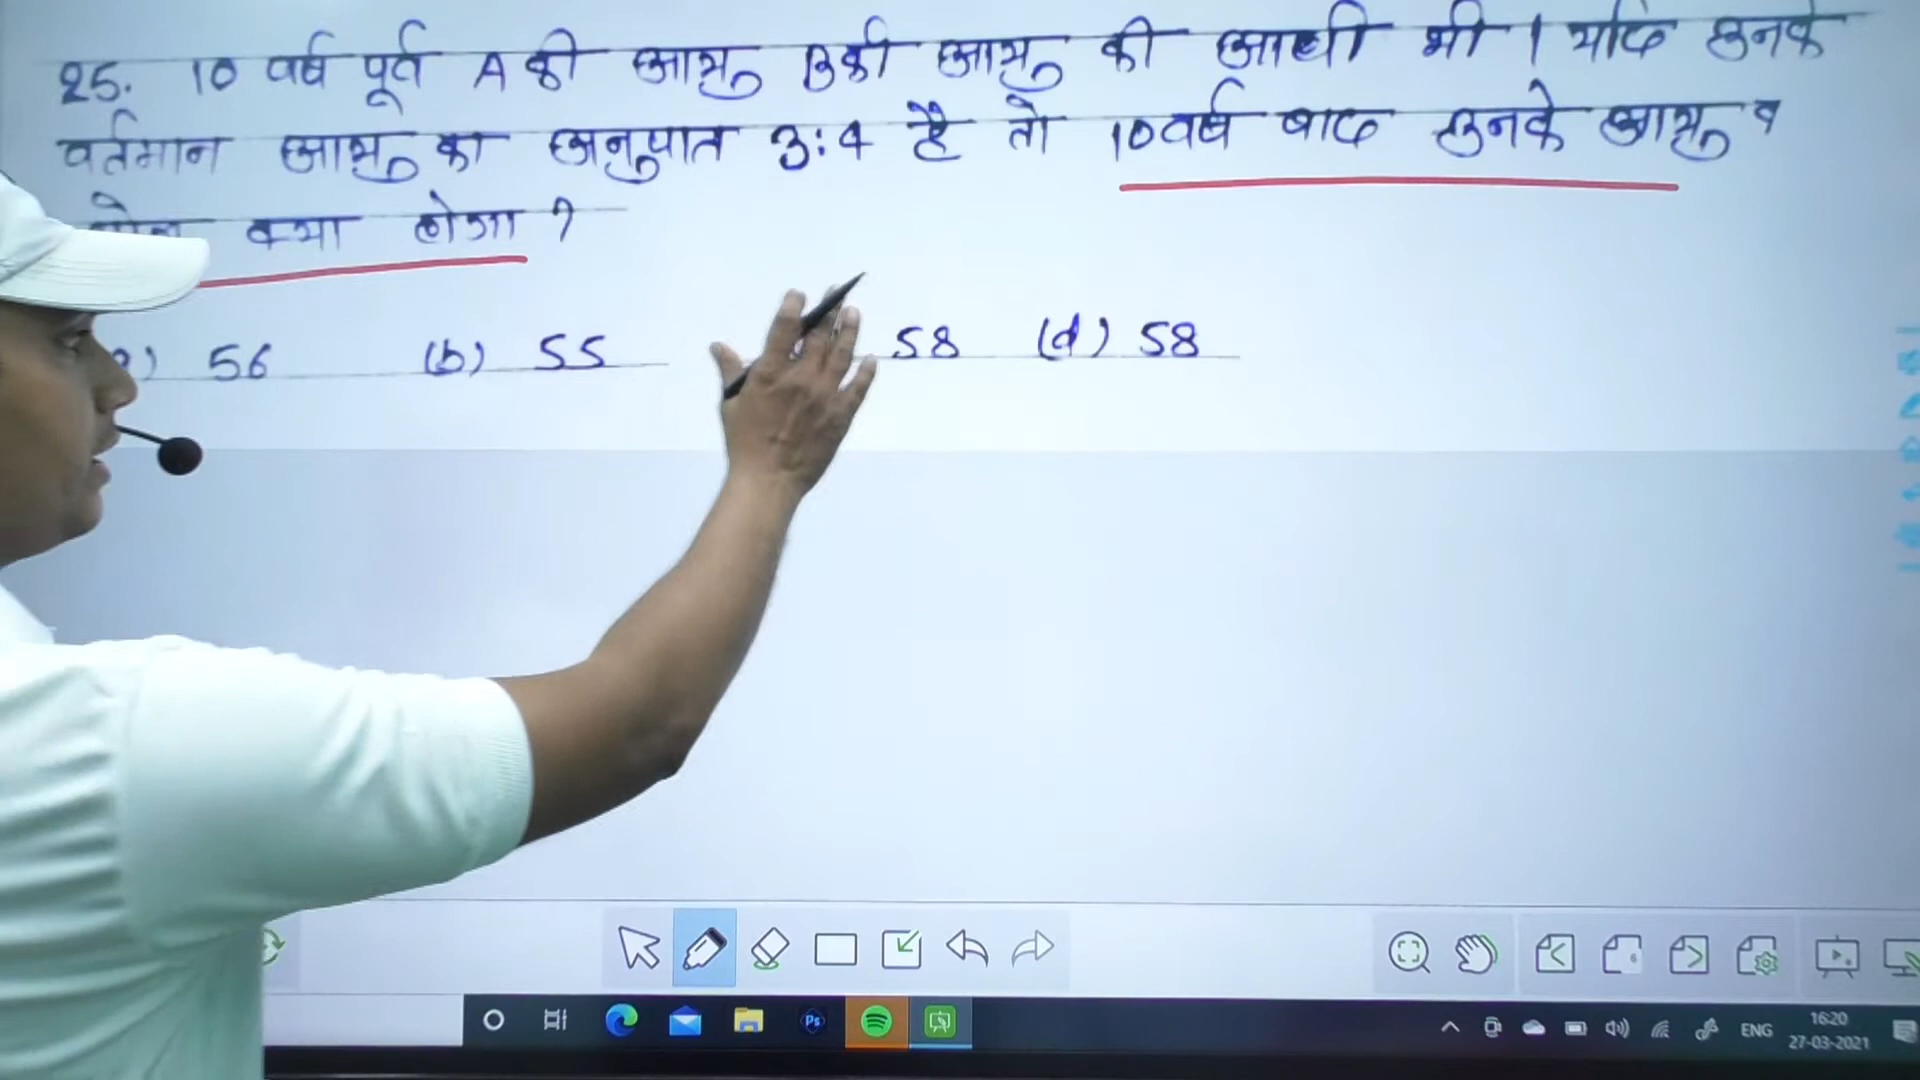 25. 10 वर्ष पूर्व A की आयु B की आयु की आधी थी । यदि उनके
वर्तमान आयु का अनुपात 3:4 है तो 10 वर्ष बाद उनके आयु व
क्या होगा ?
) 56 (b) 55 58 (d) 58
Ps
ENG
16:20
27-03-2021